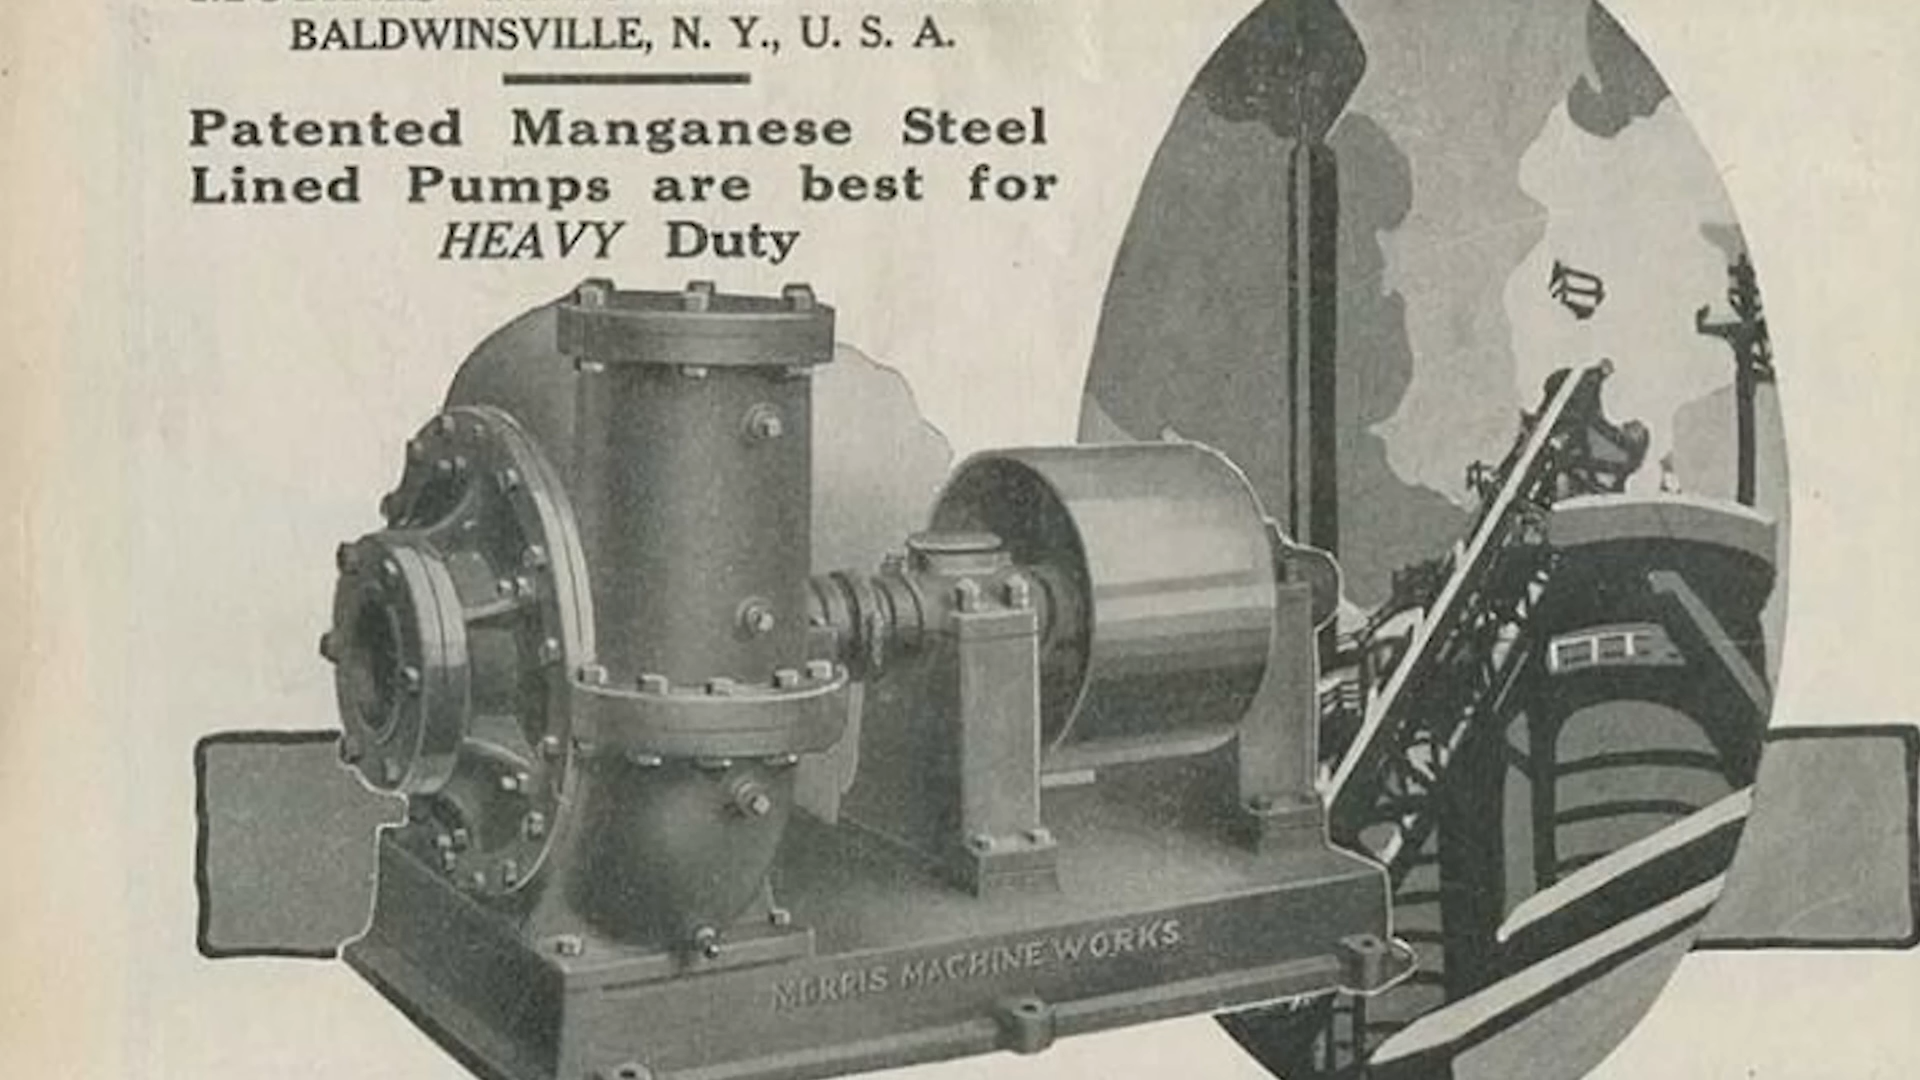 BALDWINSVILLE, N. Y., U. S. A.
Patented Manganese Steel
Lined Pumps are best for
HEAVY Duty
MORRIS MACHINE WORKS